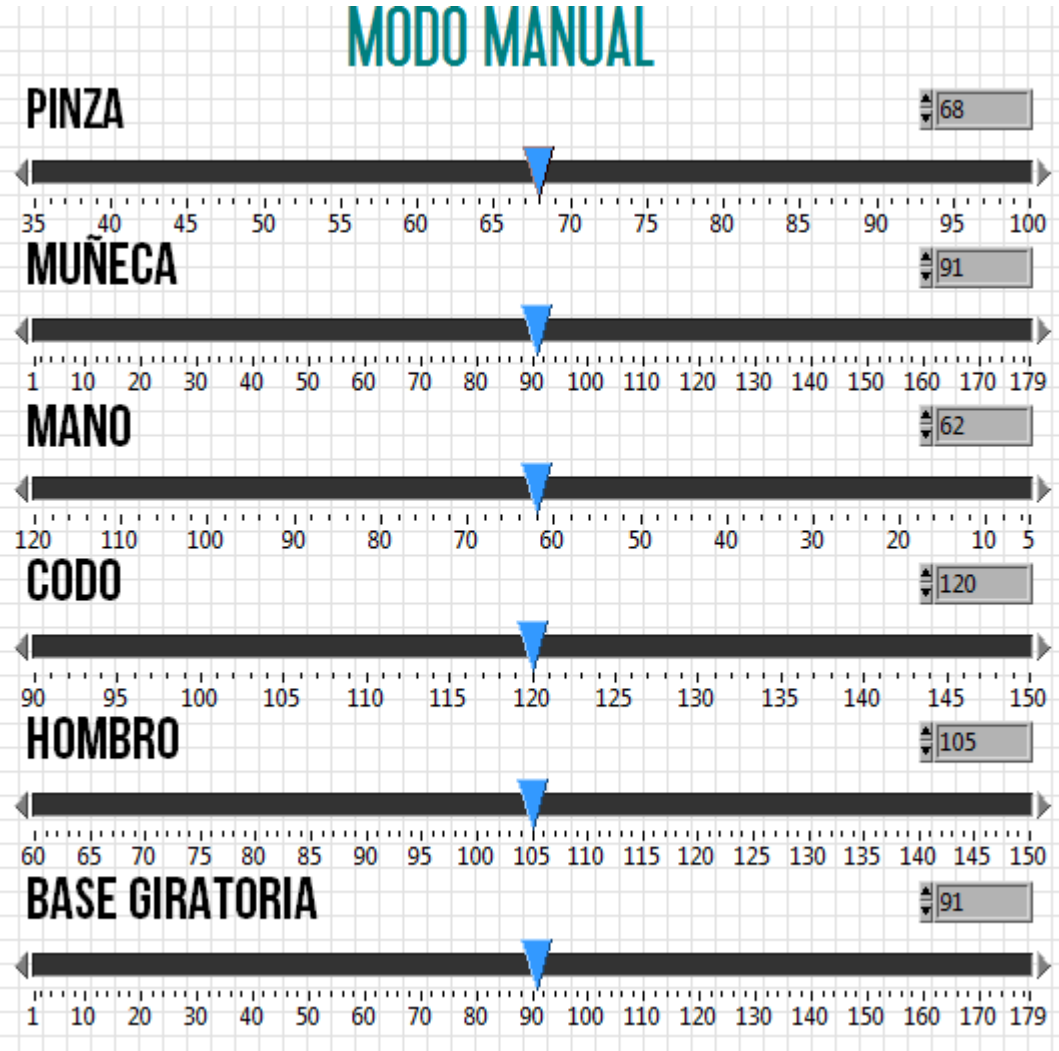 MODO MANUAL
PINZA 68
35 40 45 50 55 60 65 70 75 80 85 90 95 100
MUÑECA 91
1 10 20 30 40 50 60 70 80 90 100 110 120 130 140 150 160 170 179
MANO 62
120 110 100 90 80 70 60 50 40 30 20 10 5
CODO 120
90 95 100 105 110 115 120 125 130 135 140 145 150
HOMBRO 105
60 65 70 75 80 85 90 95 100 105 110 115 120 125 130 135 140 145 150
BASE GIRATORIA 91
1 10 20 30 40 50 60 70 80 90 100 110 120 130 140 150 160 170 179